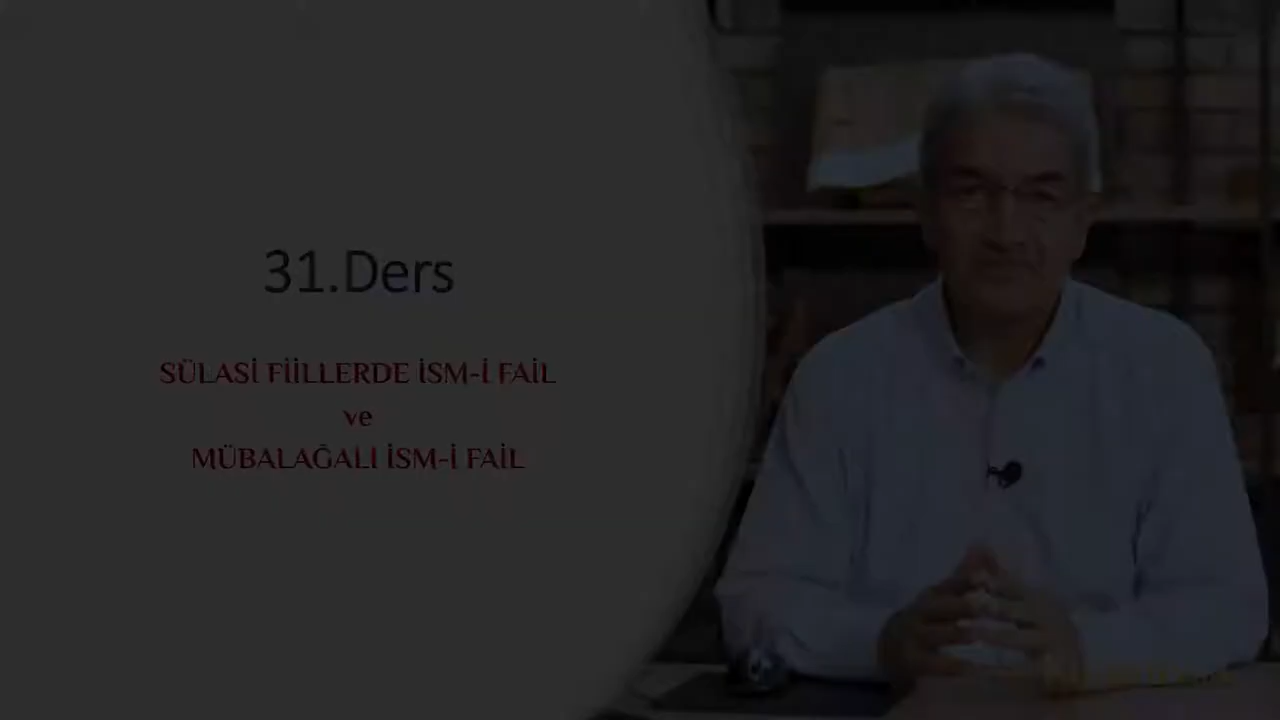 31.Ders
SÜLASİ FİİLLERDE İSM-İ FAİL
ve
MÜBALAĞALI İSM-İ FAİL